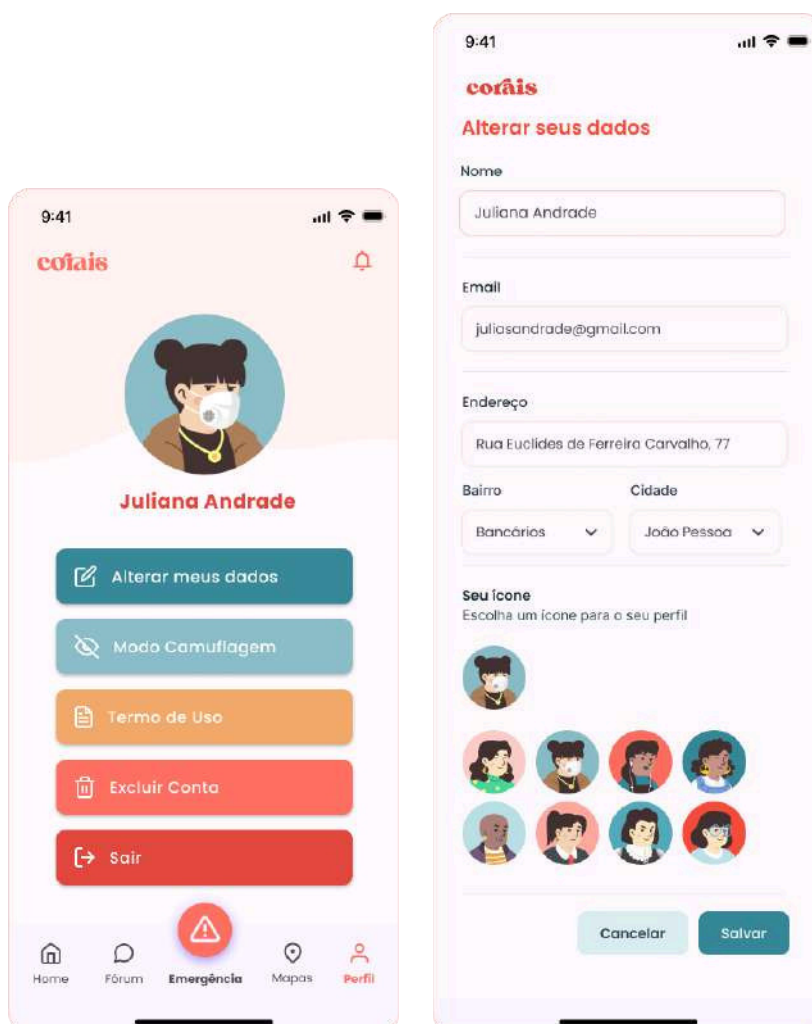 9:41
corais
Juliana Andrade
Alterar meus dados
Modo Camuflagem
Termo de Uso
Excluir Conta
Sair
Home
Fórum
Emergência
Mapas
Perfil
9:41
corais
Alterar seus dados
Nome
Juliana Andrade
Email
juliasandrade@gmail.com
Endereço
Rua Euclides de Ferreira Carvalho, 77
Bairro
Cidade
Bancários
João Pessoa
Seu ícone
Escolha um ícone para o seu perfil
Cancelar
Salvar